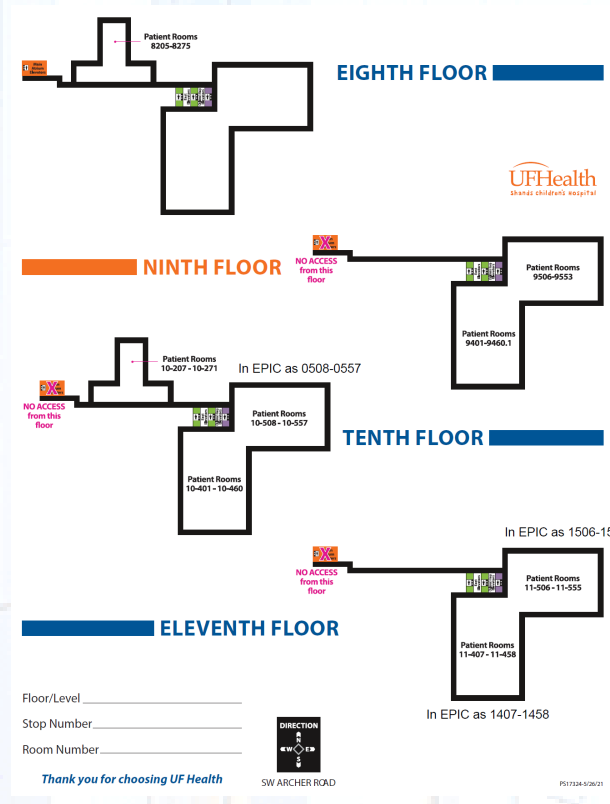 Patient Rooms
8205-8275
EIGHTH FLOOR
UFHealth
Shands Children's Hospital
NINTH FLOOR
NO ACCESS
from this
floor
Patient Rooms
9506-9553
Patient Rooms
9401-9460.1
Patient Rooms
10-207 - 10-271
In EPIC as 0508-0557
NO ACCESS
from this
floor
Patient Rooms
10-508 - 10-557
TENTH FLOOR
Patient Rooms
10-401 - 10-460
In EPIC as 1506-15
NO ACCESS
from this
floor
Patient Rooms
11-506 - 11-555
ELEVENTH FLOOR
Patient Rooms
11-407 - 11-458
In EPIC as 1407-1458
Floor/Level
Stop Number
Room Number
Thank you for choosing UF Health
DIRECTION
N
W E
S
SW ARCHER ROAD
PS17324-5/26/21